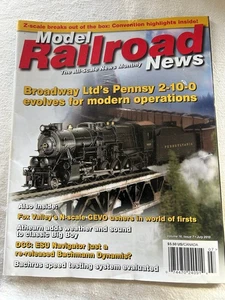 Z-scale breaks out of the box: Convention highlights inside!
Model
Railroad
The All-scale News Monthly
News
Broadway Ltd's Pennsy 2-10-0
evolves for modern operations
Also inside:
Fox Valley's N-scale GEVO ushers in world of firsts
Athearn adds weather and sound
to classic Big Boy
DCC: ESU Navigator just a
re-released Bachmann Dynamis?
Bachrus speed testing system evaluated